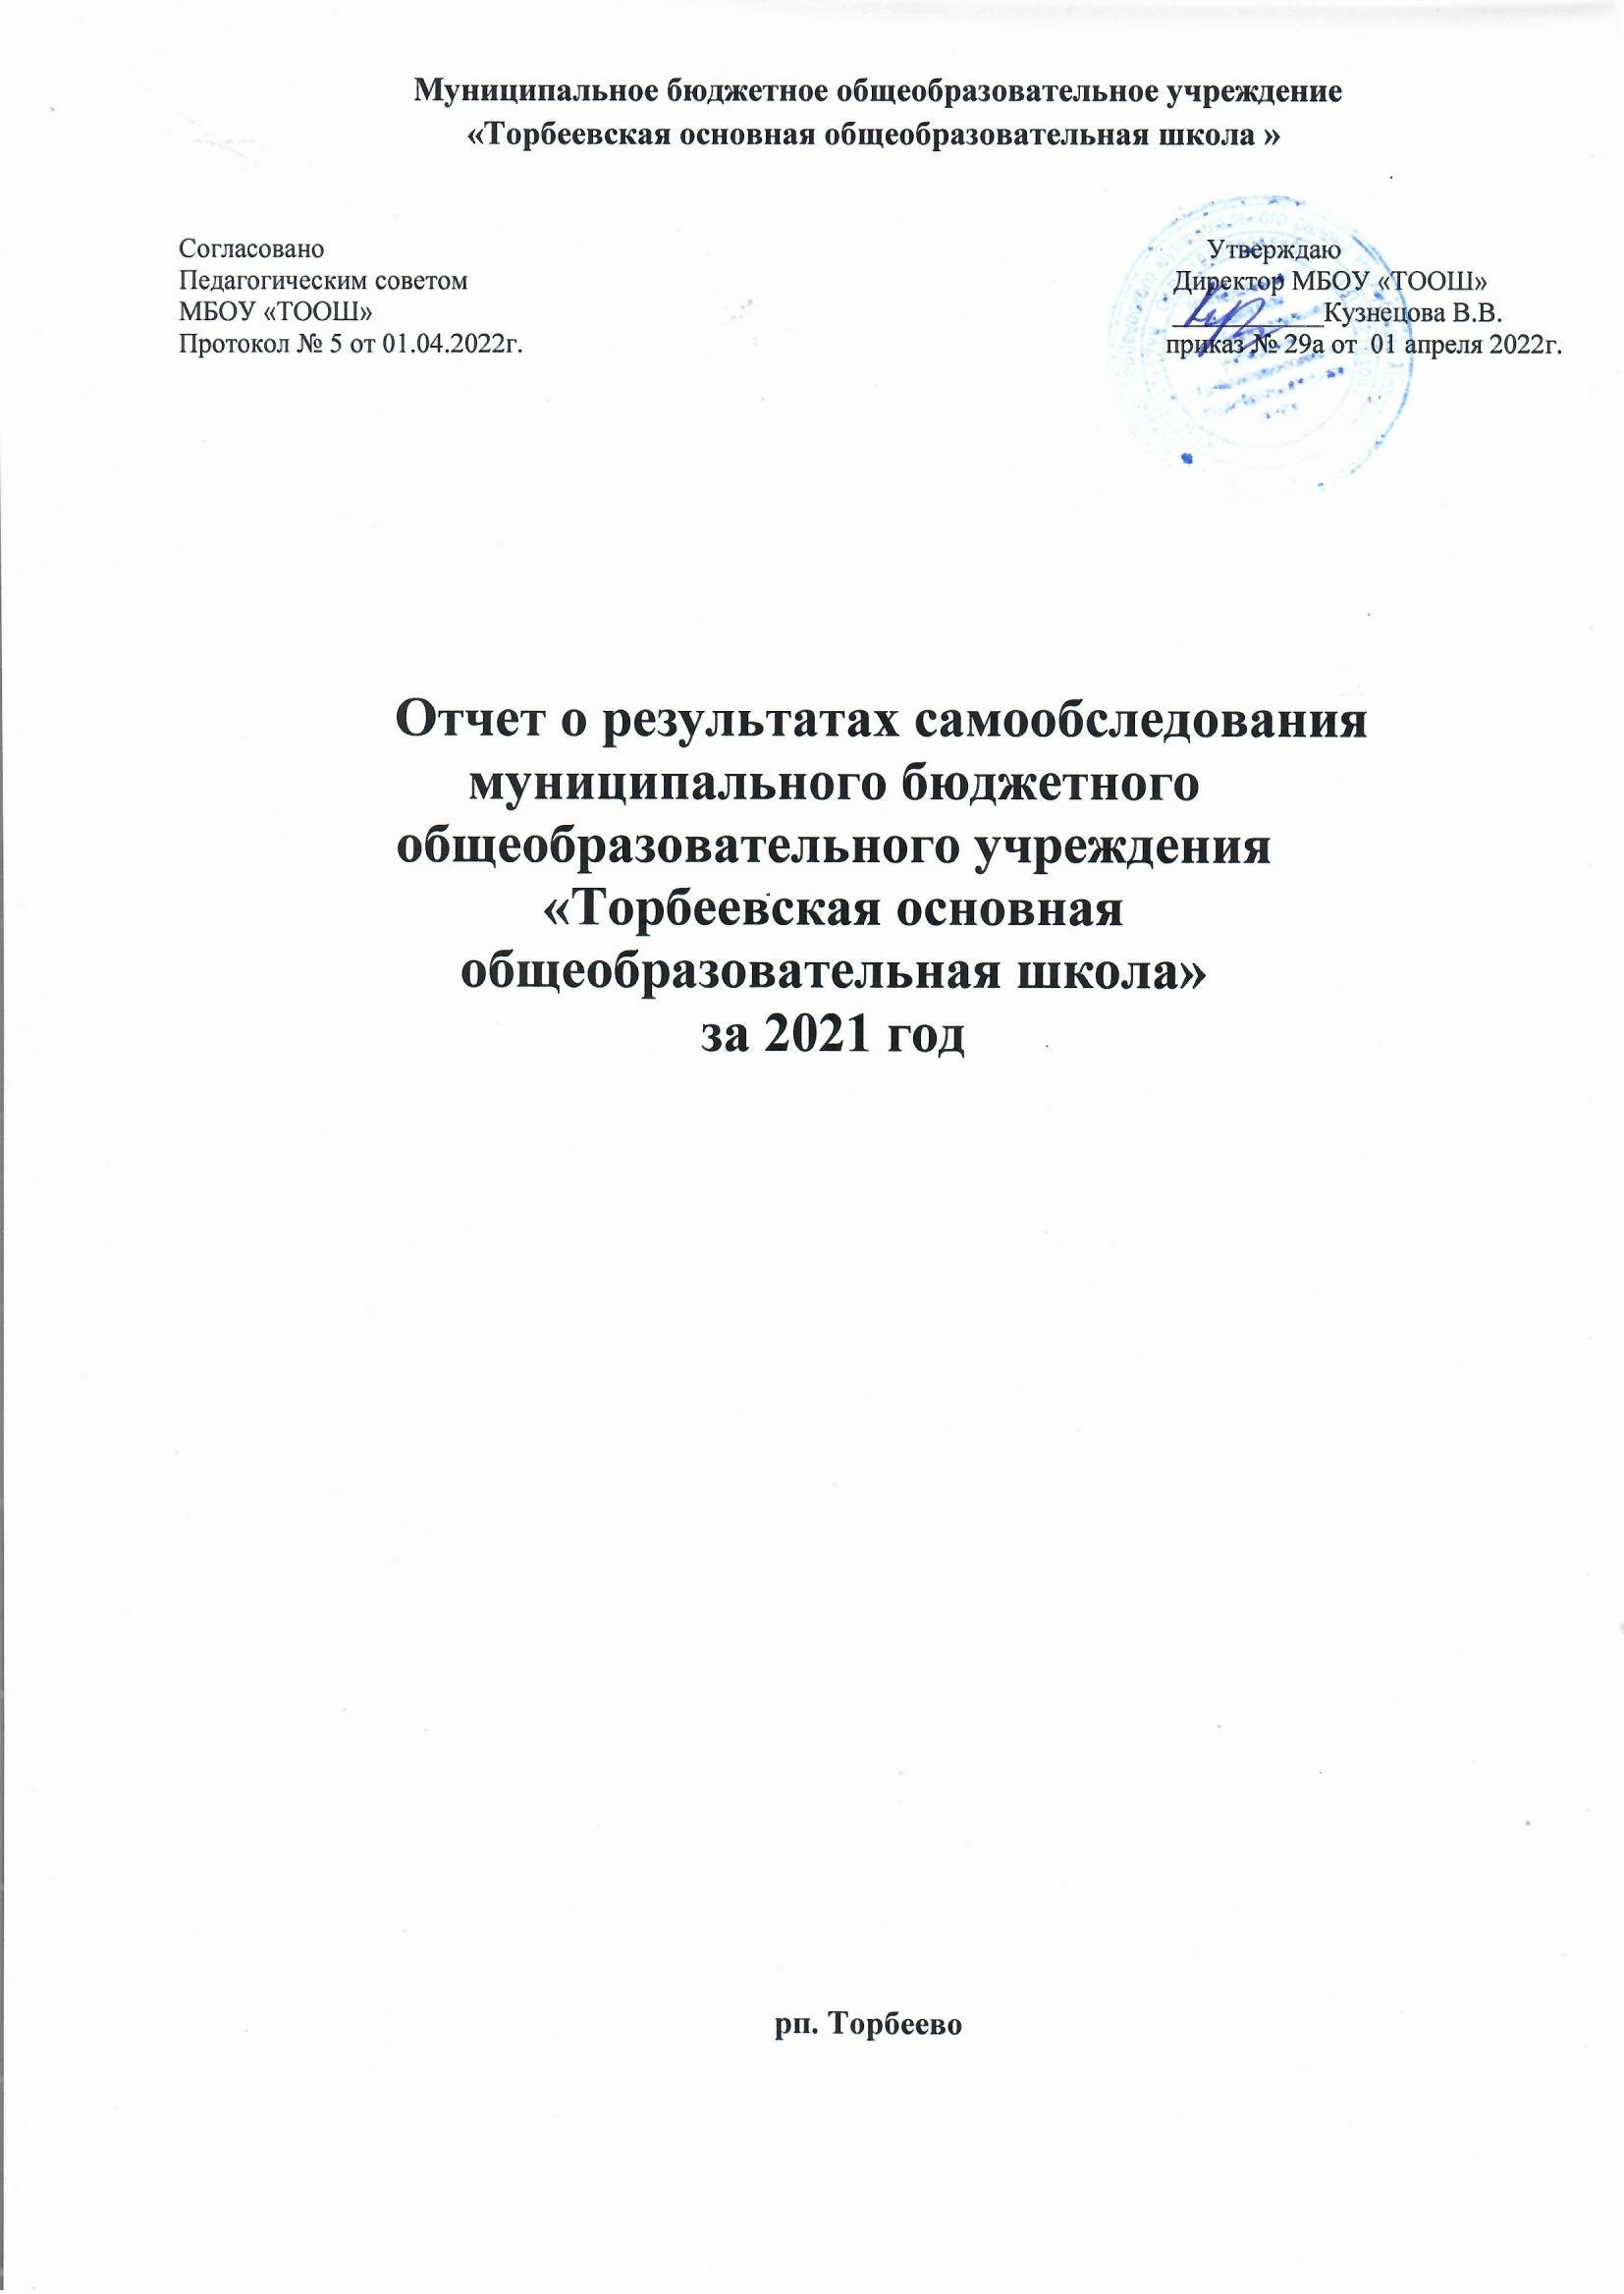 Муниципальное бюджетное общеобразовательное учреждение
«Торбеевская основная общеобразовательная школа »
Согласовано
Педагогическим советом
МБОУ «ТООШ»
Протокол № 5 от 01.04.2022г.
Утверждаю
Директор МБОУ «ТООШ»
___________Кузнецова В.В.
приказ № 29а от 01 апреля 2022г.
Отчет о результатах самообследования
муниципального бюджетного
общеобразовательного учреждения
«Торбеевская основная
общеобразовательная школа»
за 2021 год
рп. Торбеево